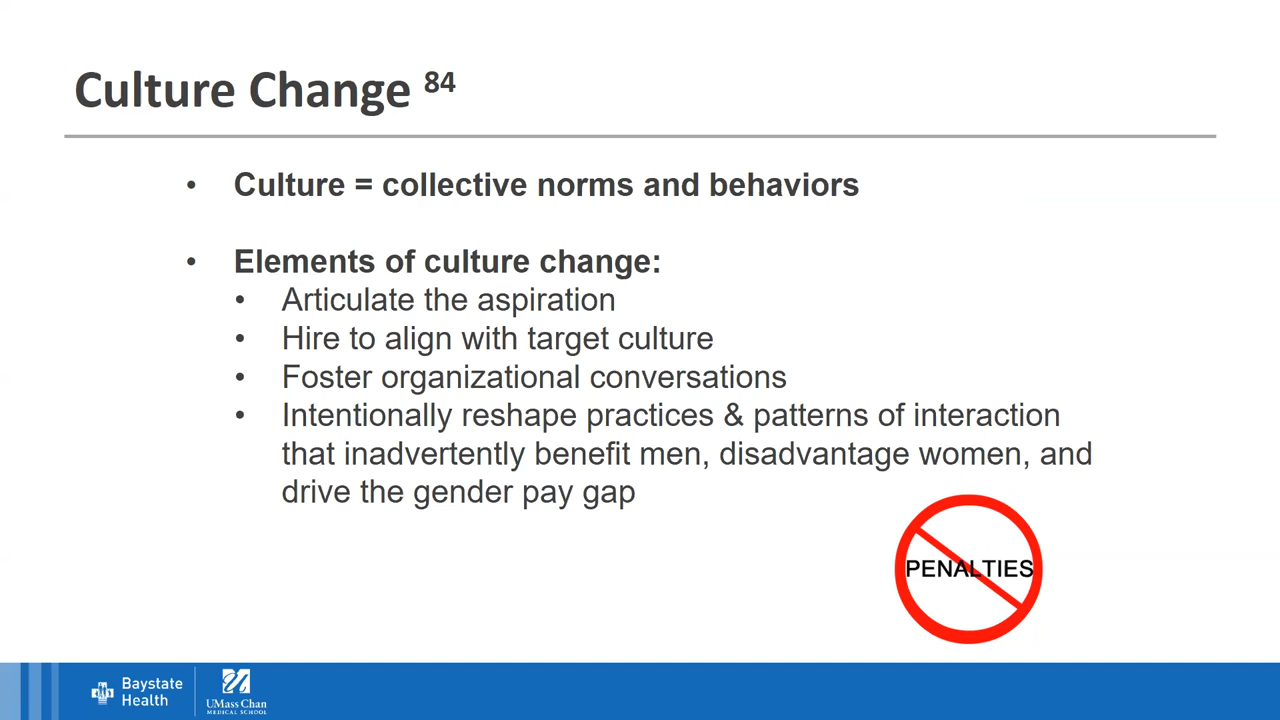 Culture Change 84
• Culture = collective norms and behaviors
• Elements of culture change:
• Articulate the aspiration
• Hire to align with target culture
• Foster organizational conversations
• Intentionally reshape practices & patterns of interaction
that inadvertently benefit men, disadvantage women, and
drive the gender pay gap
PENALTIES
Baystate
Health
UMass Chan
MEDICAL SCHOOL